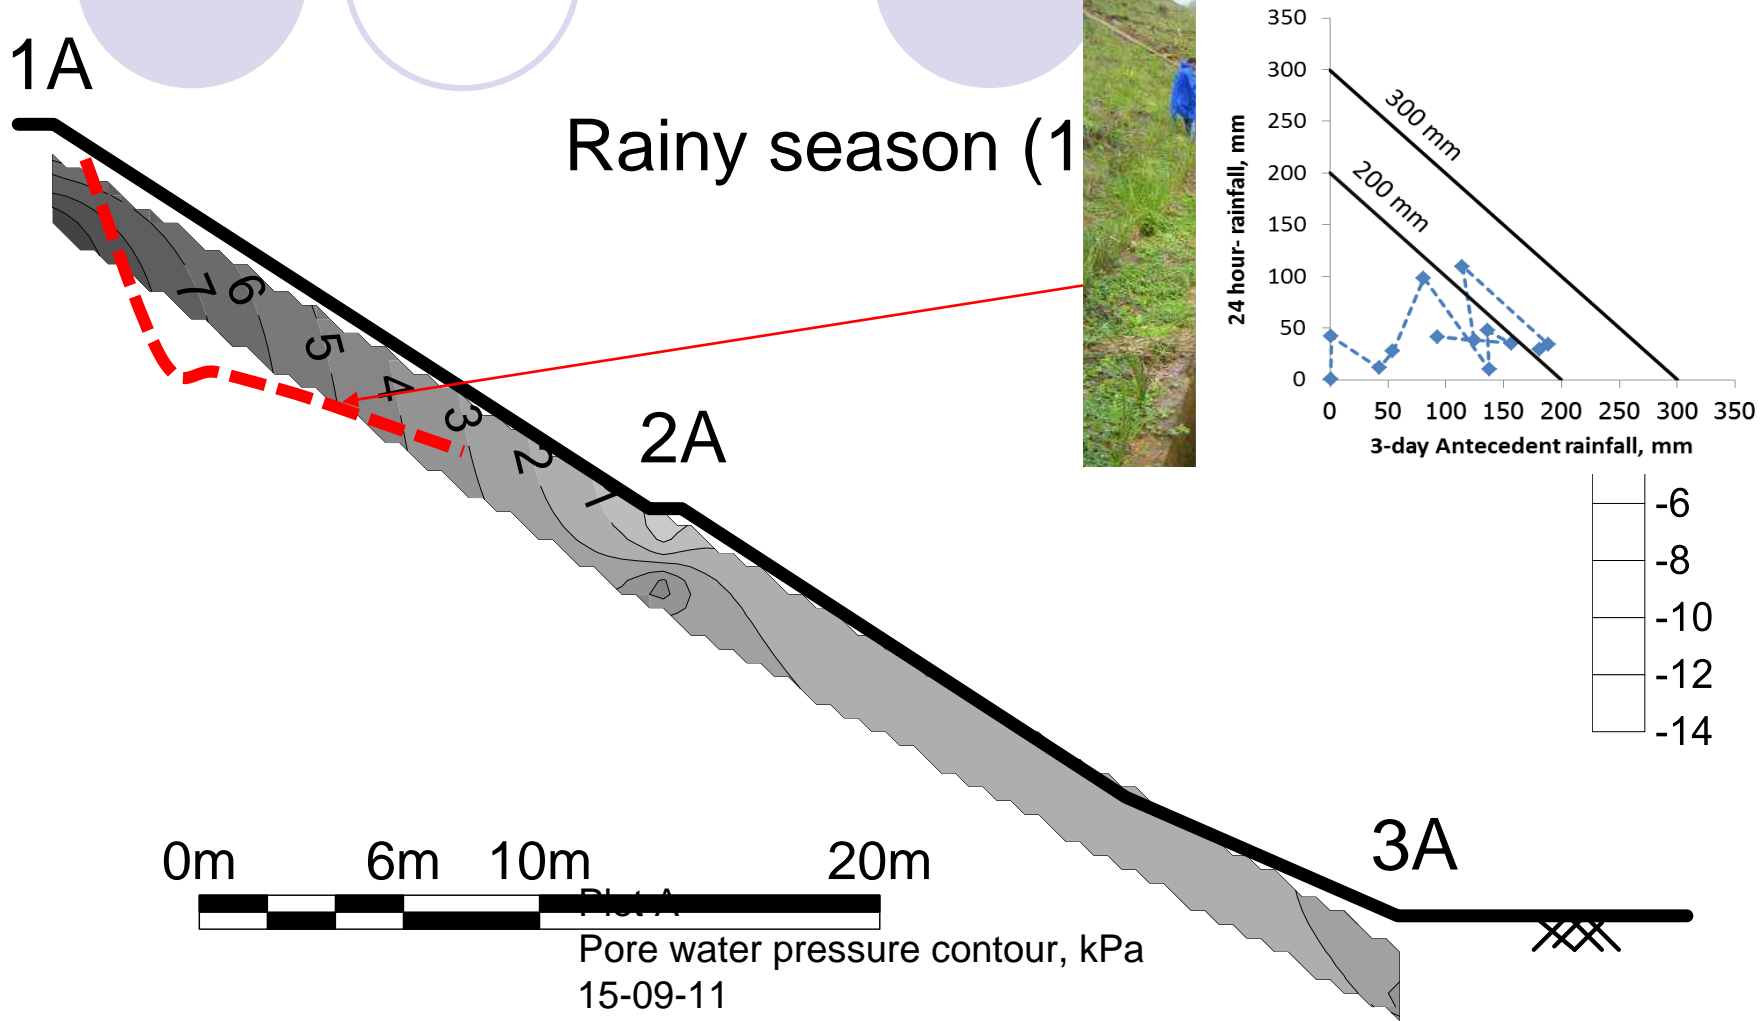 1A
Rainy season (1
350
300
250
200
150
100
50
0
24 hour- rainfall, mm
300 mm
200 mm
0 50 100 150 200 250 300 350
3-day Antecedent rainfall, mm
7
6
5
4
3
2
1
2A
-6
-8
-10
-12
-14
3A
0m 6m 10m 20m
Plot A
Pore water pressure contour, kPa
15-09-11